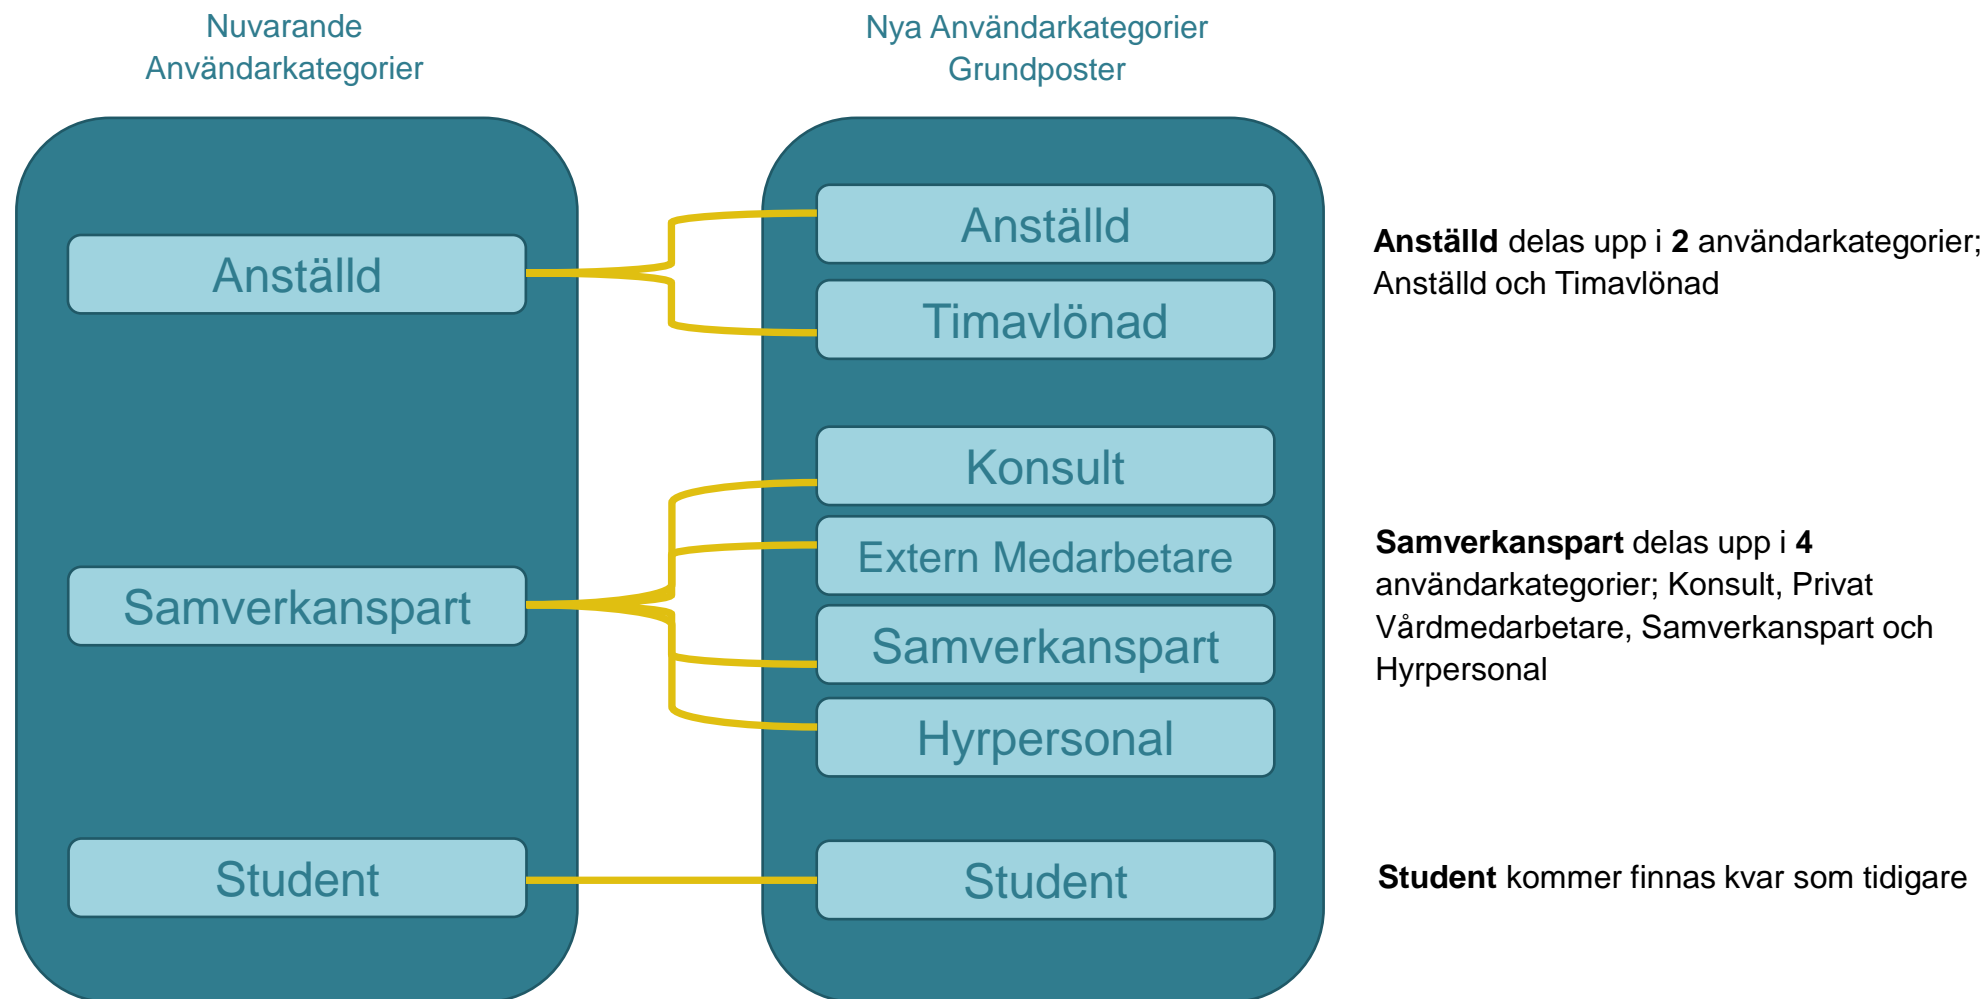 Nuvarande
Användarkategorier
Nya Användarkategorier
Grundposter
Anställd
Samverkanspart
Student
Anställd
Timavlönad
Konsult
Extern Medarbetare
Samverkanspart
Hyrpersonal
Student
Anställd delas upp i 2 användarkategorier;
Anställd och Timavlönad
Samverkanspart delas upp i 4
användarkategorier; Konsult, Privat
Vårdmedarbetare, Samverkanspart och
Hyrpersonal
Student kommer finnas kvar som tidigare